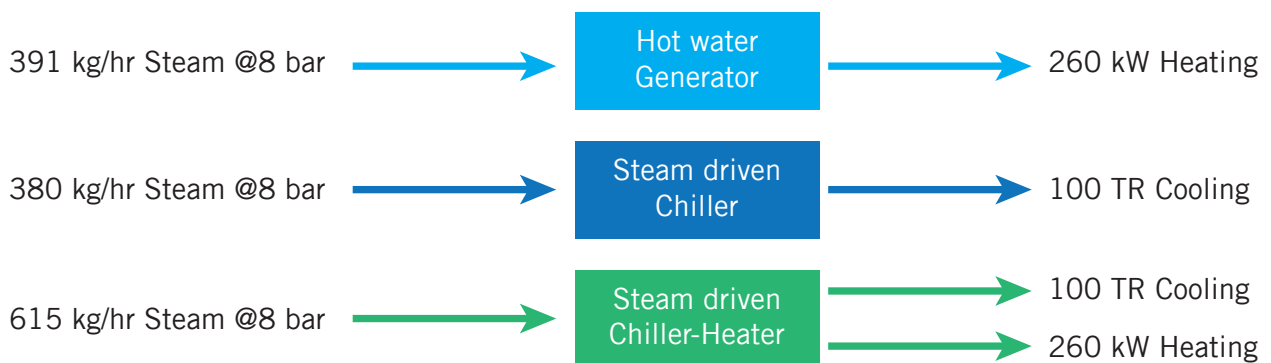 391 kg/hr Steam @8 bar
Hot water
Generator
260 kW Heating
380 kg/hr Steam @8 bar
Steam driven
Chiller
100 TR Cooling
615 kg/hr Steam @8 bar
Steam driven
Chiller-Heater
100 TR Cooling
260 kW Heating